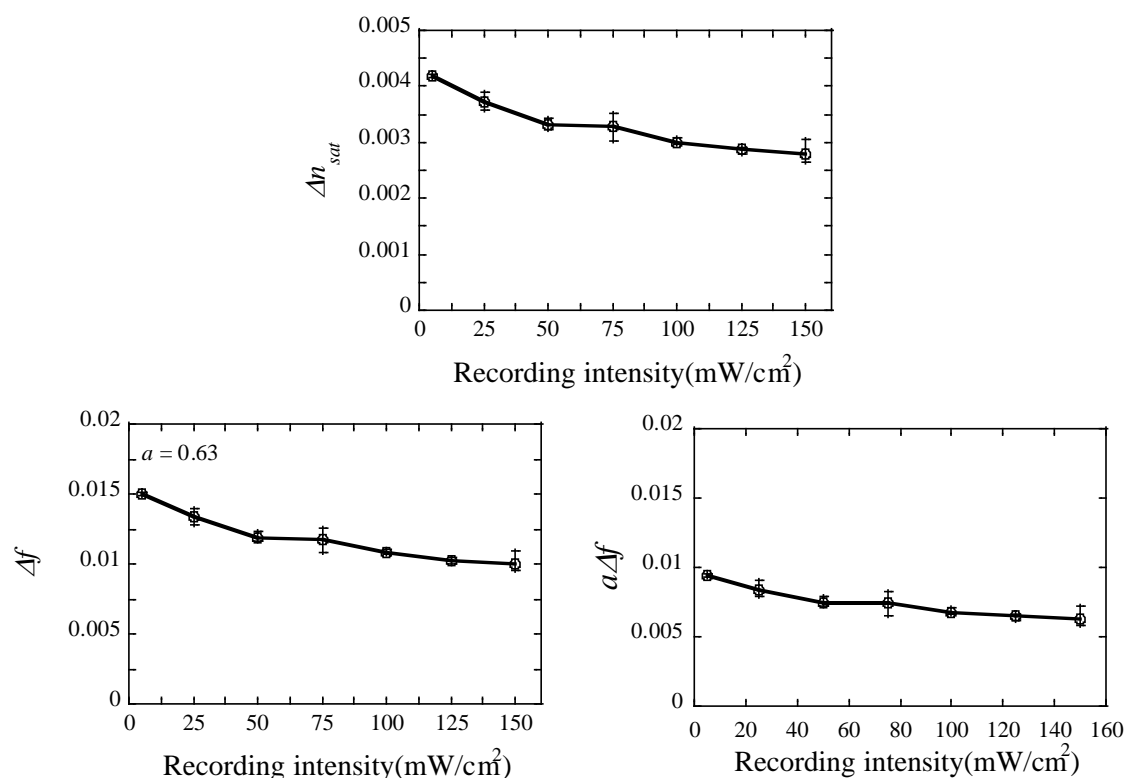 0.005
0.004
0.003
0.002
0.001
0
Δn_sat
0 25 50 75 100 125 150
Recording intensity(mW/cm²)
0.02
0.015
0.01
0.005
0
Δf
a = 0.63
0 25 50 75 100 125 150
Recording intensity(mW/cm²)
0.02
0.015
0.01
0.005
0
aΔf
0 20 40 60 80 100 120 140 160
Recording intensity(mW/cm²)